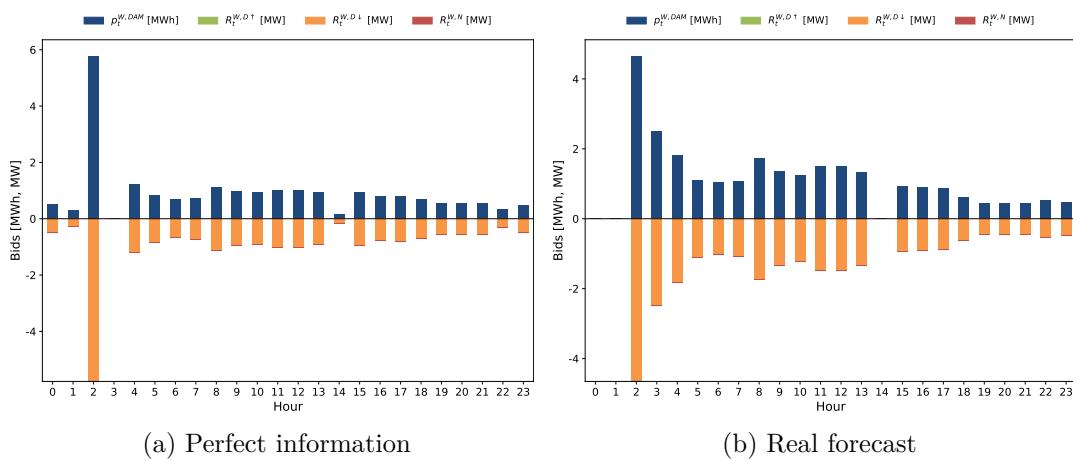 p_t^{W,DAM} [MWh] R_t^{W,D↑} [MW] R_t^{W,D↓} [MW] R_t^{W,N} [MW]
6
4
2
0
-2
-4
Bids [MWh, MW]
0 1 2 3 4 5 6 7 8 9 10 11 12 13 14 15 16 17 18 19 20 21 22 23
Hour
(a) Perfect information
p_t^{W,DAM} [MWh] R_t^{W,D↑} [MW] R_t^{W,D↓} [MW] R_t^{W,N} [MW]
4
2
0
-2
-4
Bids [MWh, MW]
0 1 2 3 4 5 6 7 8 9 10 11 12 13 14 15 16 17 18 19 20 21 22 23
Hour
(b) Real forecast